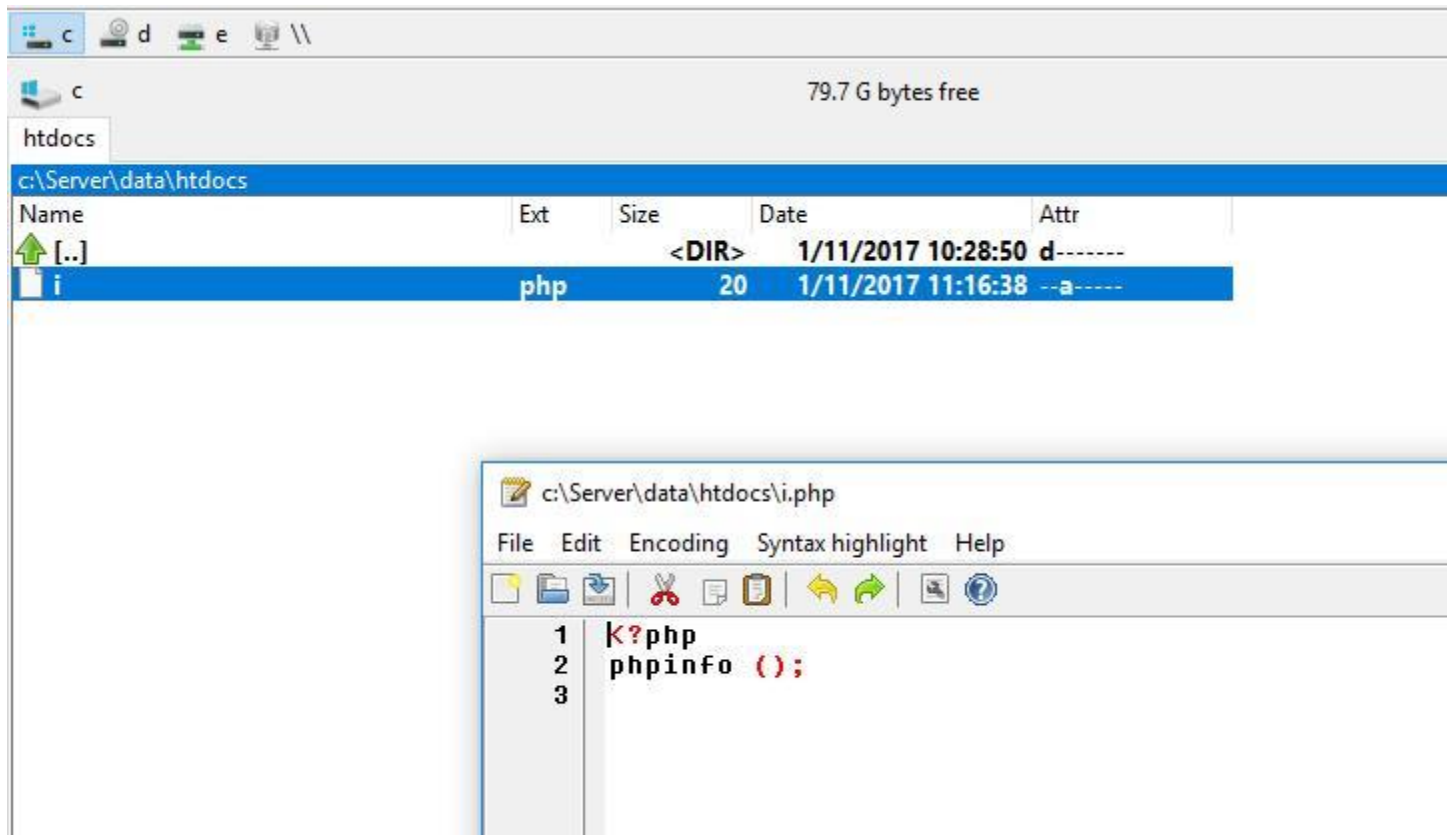 c d e \\
c 79.7 G bytes free
htdocs
c:\Server\data\htdocs
Name Ext Size Date Attr
[..] <DIR> 1/11/2017 10:28:50 d-------
i php 20 1/11/2017 11:16:38 --a-----
c:\Server\data\htdocs\i.php
File Edit Encoding Syntax highlight Help
1 <?php
2 phpinfo ();
3